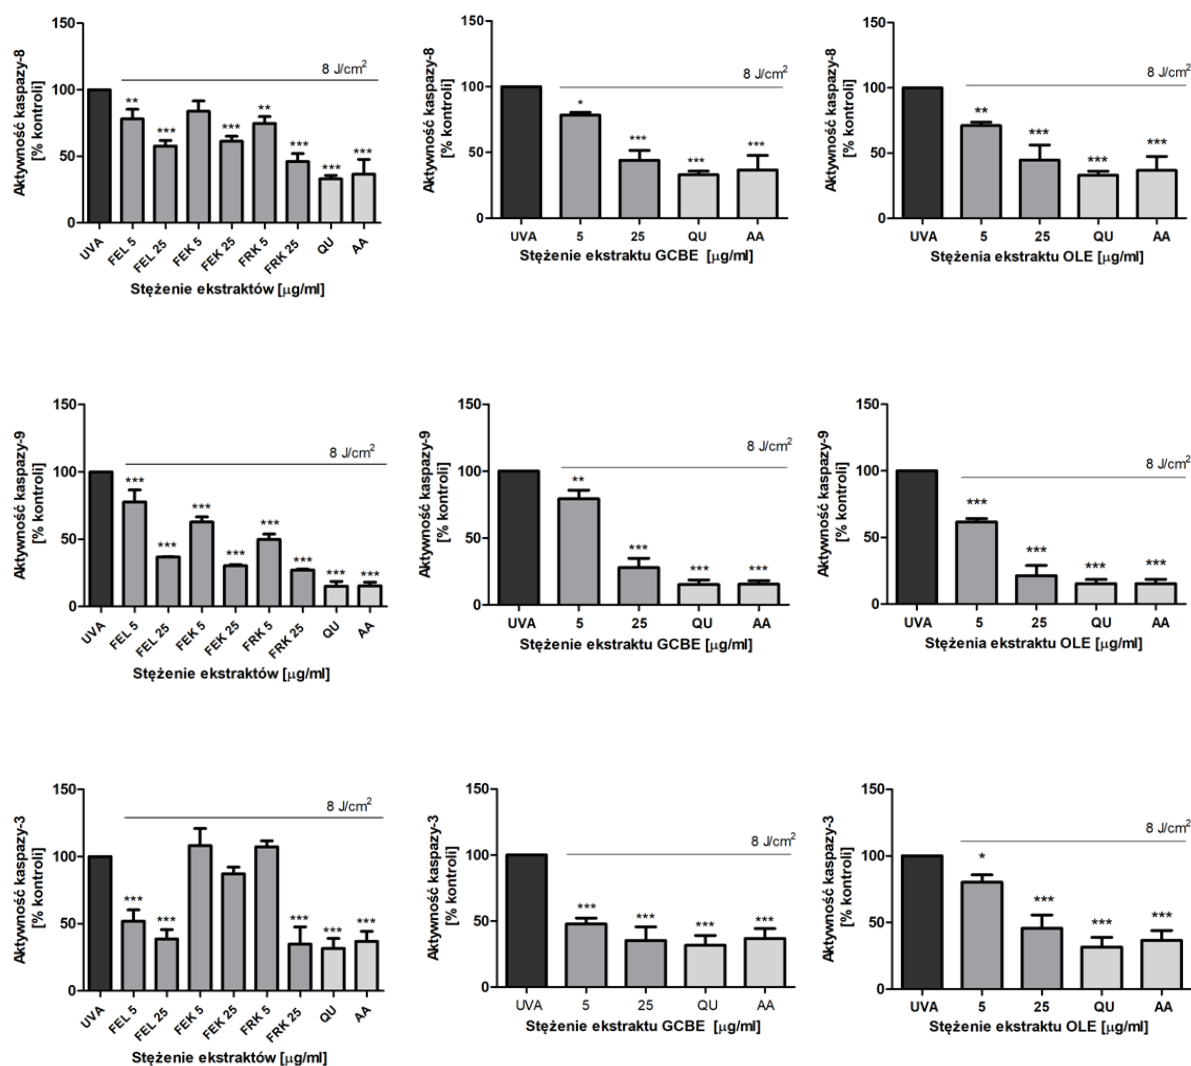 Aktywność kaspazy-8
[% kontroli]
150
100
50
0
8 J/cm²
** *** *** ** *** *** ***
UVA FEL 5 FEL 25 FEK 5 FEK 25 FRK 5 FRK 25 QU AA
Stężenie ekstraktów [µg/ml]
Aktywność kaspazy-8
[% kontroli]
150
100
50
0
8 J/cm²
* *** *** ***
UVA 5 25 QU AA
Stężenie ekstraktu GCBE [µg/ml]
Aktywność kaspazy-8
[% kontroli]
150
100
50
0
8 J/cm²
** *** *** ***
UVA 5 25 QU AA
Stężenia ekstraktu OLE [µg/ml]
Aktywność kaspazy-9
[% kontroli]
150
100
50
0
8 J/cm²
*** *** *** *** *** *** *** ***
UVA FEL 5 FEL 25 FEK 5 FEK 25 FRK 5 FRK 25 QU AA
Stężenie ekstraktów [µg/ml]
Aktywność kaspazy-9
[% kontroli]
150
100
50
0
8 J/cm²
** *** *** ***
UVA 5 25 QU AA
Stężenie ekstraktu GCBE [µg/ml]
Aktywność kaspazy-9
[% kontroli]
150
100
50
0
8 J/cm²
*** *** *** ***
UVA 5 25 QU AA
Stężenia ekstraktu OLE [µg/ml]
Aktywność kaspazy-3
[% kontroli]
150
100
50
0
8 J/cm²
*** *** *** *** ***
UVA FEL 5 FEL 25 FEK 5 FEK 25 FRK 5 FRK 25 QU AA
Stężenie ekstraktów [µg/ml]
Aktywność kaspazy-3
[% kontroli]
150
100
50
0
8 J/cm²
*** *** *** ***
UVA 5 25 QU AA
Stężenie ekstraktu GCBE [µg/ml]
Aktywność kaspazy-3
[% kontroli]
150
100
50
0
8 J/cm²
* *** *** ***
UVA 5 25 QU AA
Stężenie ekstraktu OLE [µg/ml]